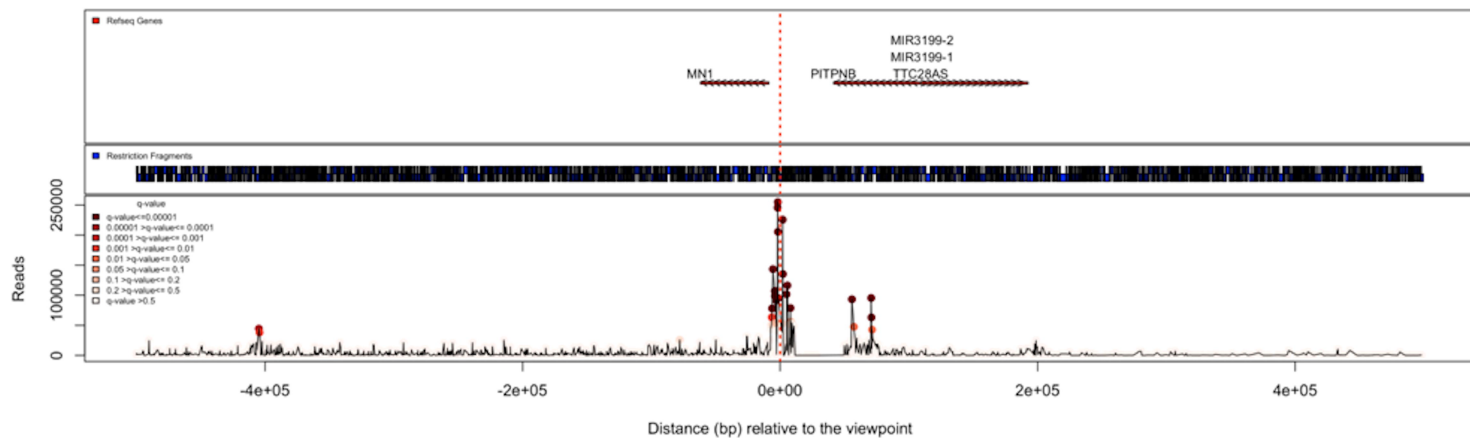 Refseq Genes
MIR3199-2
MIR3199-1
MN1 PITPNB TTC28AS
Restriction Fragments
q-value
q-value<=0.00001
0.00001 >q-value<= 0.0001
0.0001 >q-value<= 0.001
0.001 >q-value<= 0.01
0.01 >q-value<= 0.05
0.05 >q-value<= 0.1
0.1 >q-value<= 0.2
0.2 >q-value<= 0.5
q-value >0.5
Reads
250000
100000
0
-4e+05 -2e+05 0e+00 2e+05 4e+05
Distance (bp) relative to the viewpoint